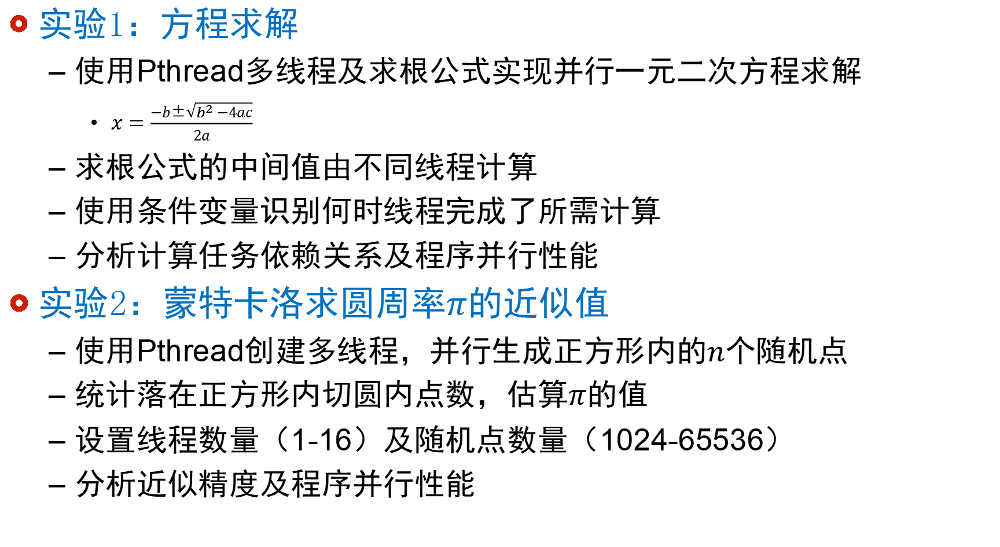 实验1：方程求解
– 使用Pthread多线程及求根公式实现并行一元二次方程求解
• x = \frac{-b±\sqrt{b² −4ac}}{2a}
– 求根公式的中间值由不同线程计算
– 使用条件变量识别何时线程完成了所需计算
– 分析计算任务依赖关系及程序并行性能
实验2：蒙特卡洛求圆周率π的近似值
– 使用Pthread创建多线程，并行生成正方形内的n个随机点
– 统计落在正方形内切圆内点数，估算π的值
– 设置线程数量（1-16）及随机点数量（1024-65536）
– 分析近似精度及程序并行性能